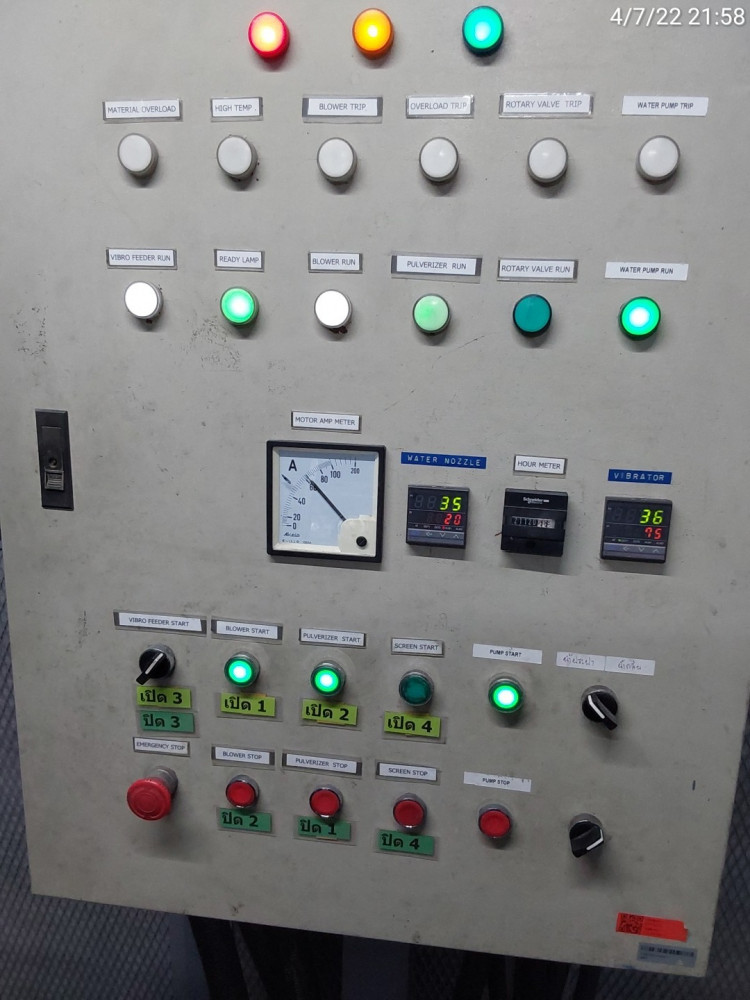 4/7/22 21:58
MATERIAL OVERLOAD
HIGH TEMP.
BLOWER TRIP
OVERLOAD TRIP
ROTARY VALVE TRIP
WATER PUMP TRIP
VIBRO FEEDER RUN
READY LAMP
BLOWER RUN
PULVERIZER RUN
ROTARY VALVE RUN
WATER PUMP RUN
MOTOR AMP METER
WATER NOZZLE
HOUR METER
VIBRATOR
A
0
20
40
60
80
100
200
35
20
Schneider
36
75
VIBRO FEEDER START
BLOWER START
PULVERIZER START
SCREEN START
PUMP START
เปิด 3
ปิด 3
เปิด 1
เปิด 2
เปิด 4
EMERGENCY STOP
BLOWER STOP
PULVERIZER STOP
SCREEN STOP
PUMP STOP
ปิด 2
ปิด 1
ปิด 4